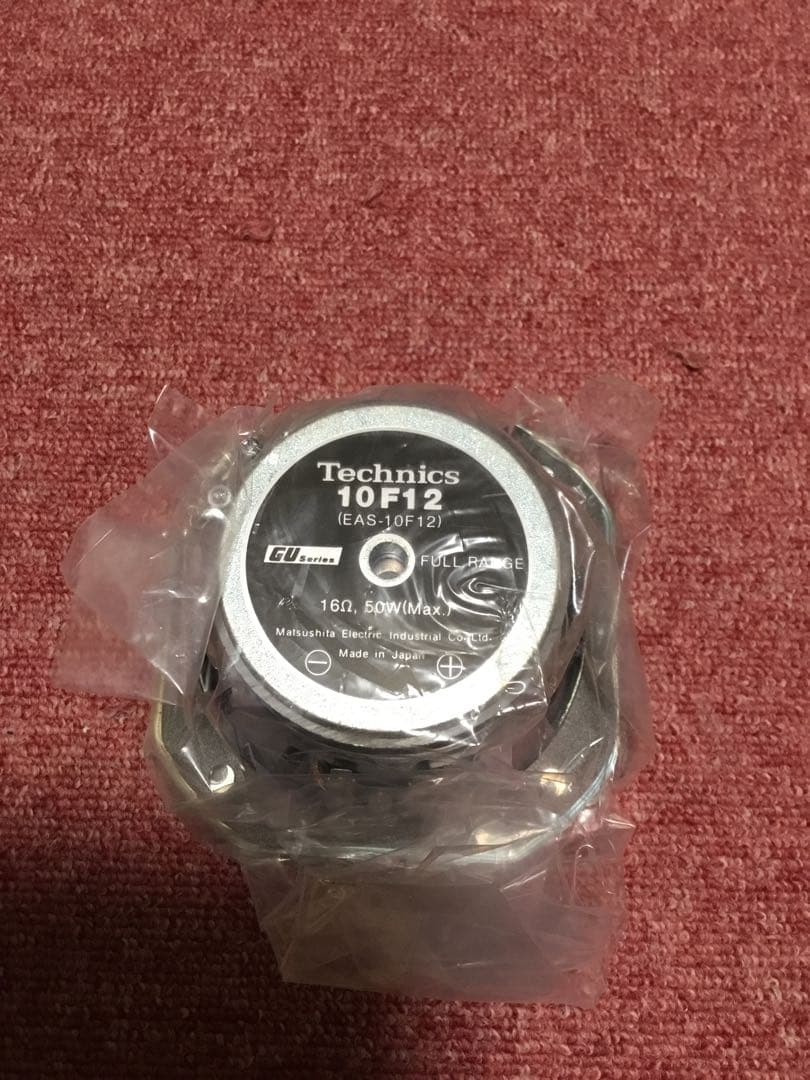 Technics
10F12
(EAS-10F12)
GU Series
FULL RANGE
16Ω, 50W(Max.)
Matsushita Electric Industrial Co., Ltd.
Made in Japan
− +